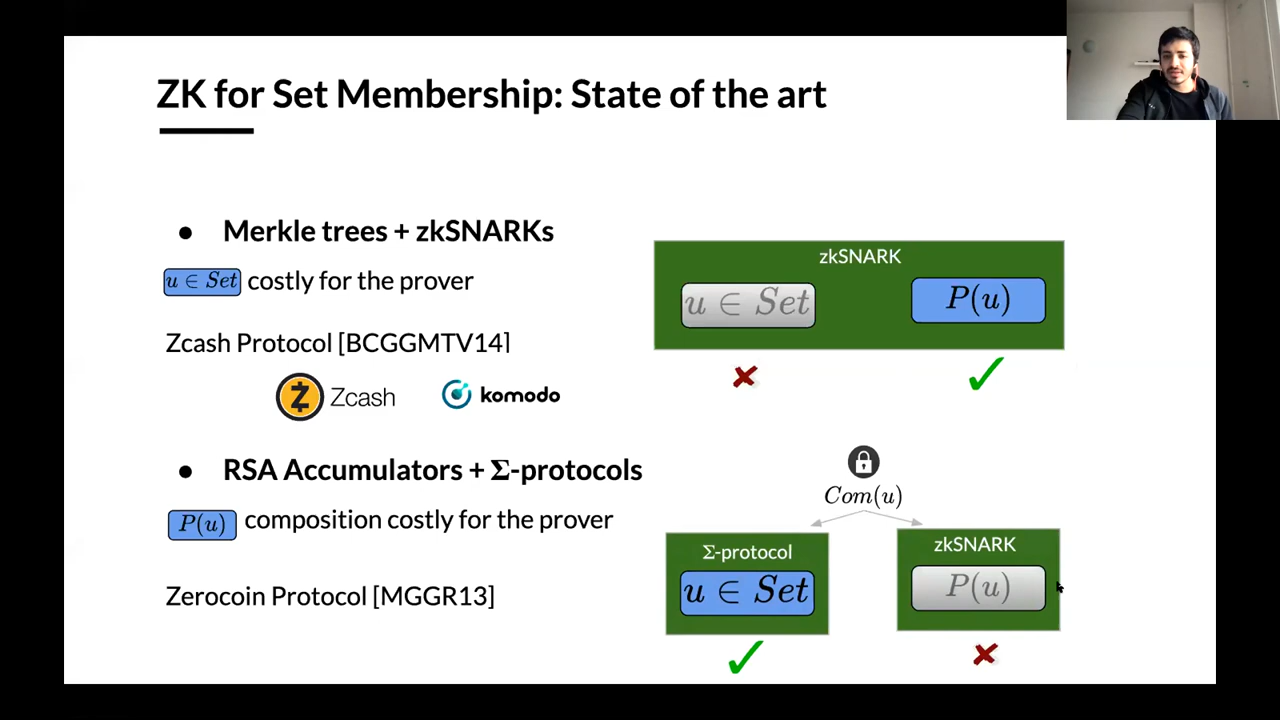 ZK for Set Membership: State of the art
● Merkle trees + zkSNARKs
u ∈ Set costly for the prover
Zcash Protocol [BCGGMTV14]
Zcash
komodo
zkSNARK
u ∈ Set
P(u)
● RSA Accumulators + Σ-protocols
P(u) composition costly for the prover
Zerocoin Protocol [MGGR13]
Com(u)
Σ-protocol
u ∈ Set
zkSNARK
P(u)